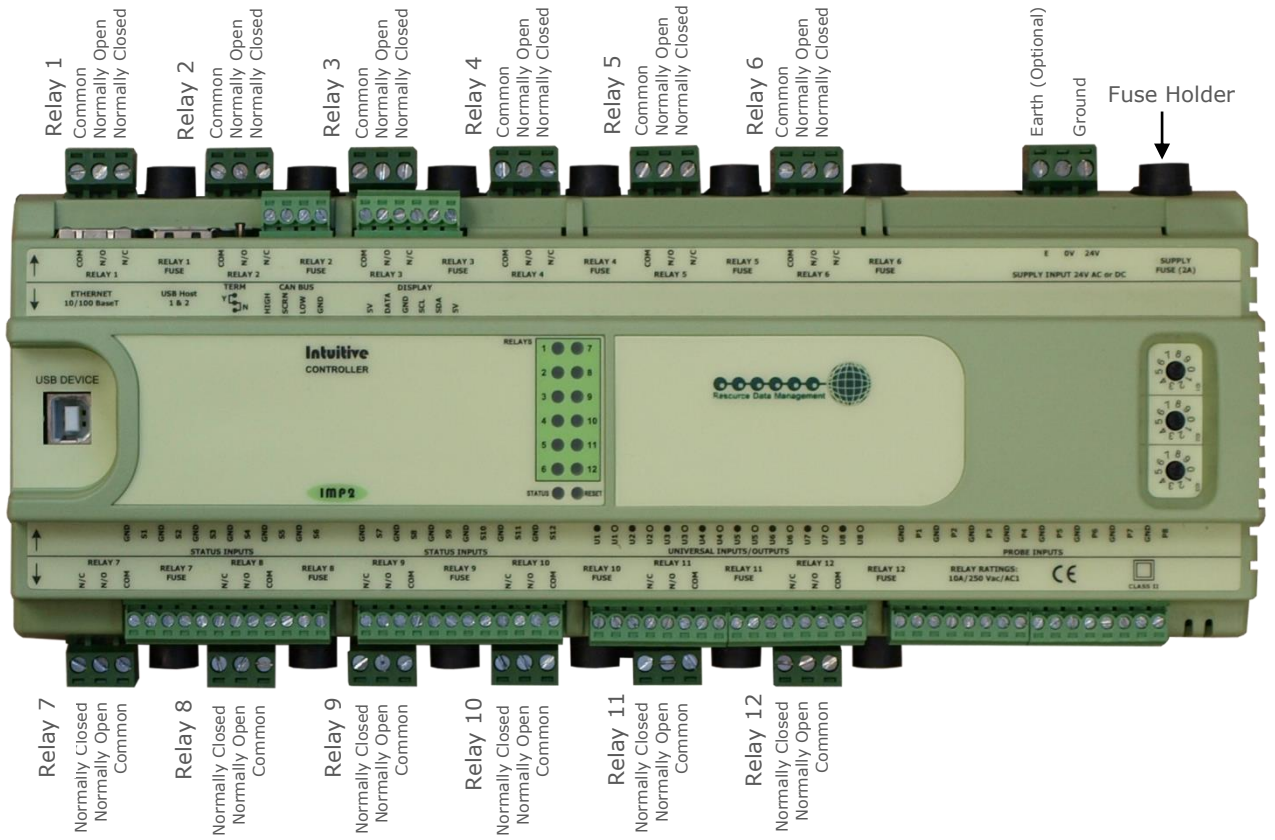 Relay 1
Common
Normally Open
Normally Closed
Relay 2
Common
Normally Open
Normally Closed
Relay 3
Common
Normally Open
Normally Closed
Relay 4
Common
Normally Open
Normally Closed
Relay 5
Common
Normally Open
Normally Closed
Relay 6
Common
Normally Open
Normally Closed
Earth (Optional)
Ground
Fuse Holder
COM N/O N/C
RELAY 1
RELAY 1
FUSE
COM N/O N/C
RELAY 2
RELAY 2
FUSE
COM N/O N/C
RELAY 3
RELAY 3
FUSE
COM N/O N/C
RELAY 4
RELAY 4
FUSE
COM N/O N/C
RELAY 5
RELAY 5
FUSE
COM N/O N/C
RELAY 6
RELAY 6
FUSE
E 0V 24V
SUPPLY INPUT 24V AC or DC
SUPPLY
FUSE (2A)
ETHERNET
10/100 BaseT
USB Host
1 & 2
TERM
Y
N
CAN BUS
HIGH SCRN LOW GND
DISPLAY
5V DATA GND SCL SDA 5V
USB DEVICE
Intuitive
CONTROLLER
IMP2
RELAYS
1 7
2 8
3 9
4 10
5 11
6 12
STATUS RESET
Resource Data Management
GND S1 GND S2 GND S3 GND S4 GND S5 GND S6
STATUS INPUTS
GND S7 GND S8 GND S9 GND S10 GND S11 GND S12
STATUS INPUTS
U1 U1 U2 U2 U3 U3 U4 U4 U5 U5 U6 U6 U7 U7 U8 U8
UNIVERSAL INPUTS/OUTPUTS
GND P1 GND P2 GND P3 GND P4 GND P5 GND P6 GND P7 GND P8
PROBE INPUTS
RELAY 7
N/C N/O COM
RELAY 7
FUSE
RELAY 8
N/C N/O COM
RELAY 8
FUSE
RELAY 9
N/C N/O COM
RELAY 9
FUSE
RELAY 10
N/C N/O COM
RELAY 10
FUSE
RELAY 11
N/C N/O COM
RELAY 11
FUSE
RELAY 12
N/C N/O COM
RELAY 12
FUSE
RELAY RATINGS:
10A/250 Vac/AC1
CE
CLASS II
Relay 7
Normally Closed
Normally Open
Common
Relay 8
Normally Closed
Normally Open
Common
Relay 9
Normally Closed
Normally Open
Common
Relay 10
Normally Closed
Normally Open
Common
Relay 11
Normally Closed
Normally Open
Common
Relay 12
Normally Closed
Normally Open
Common